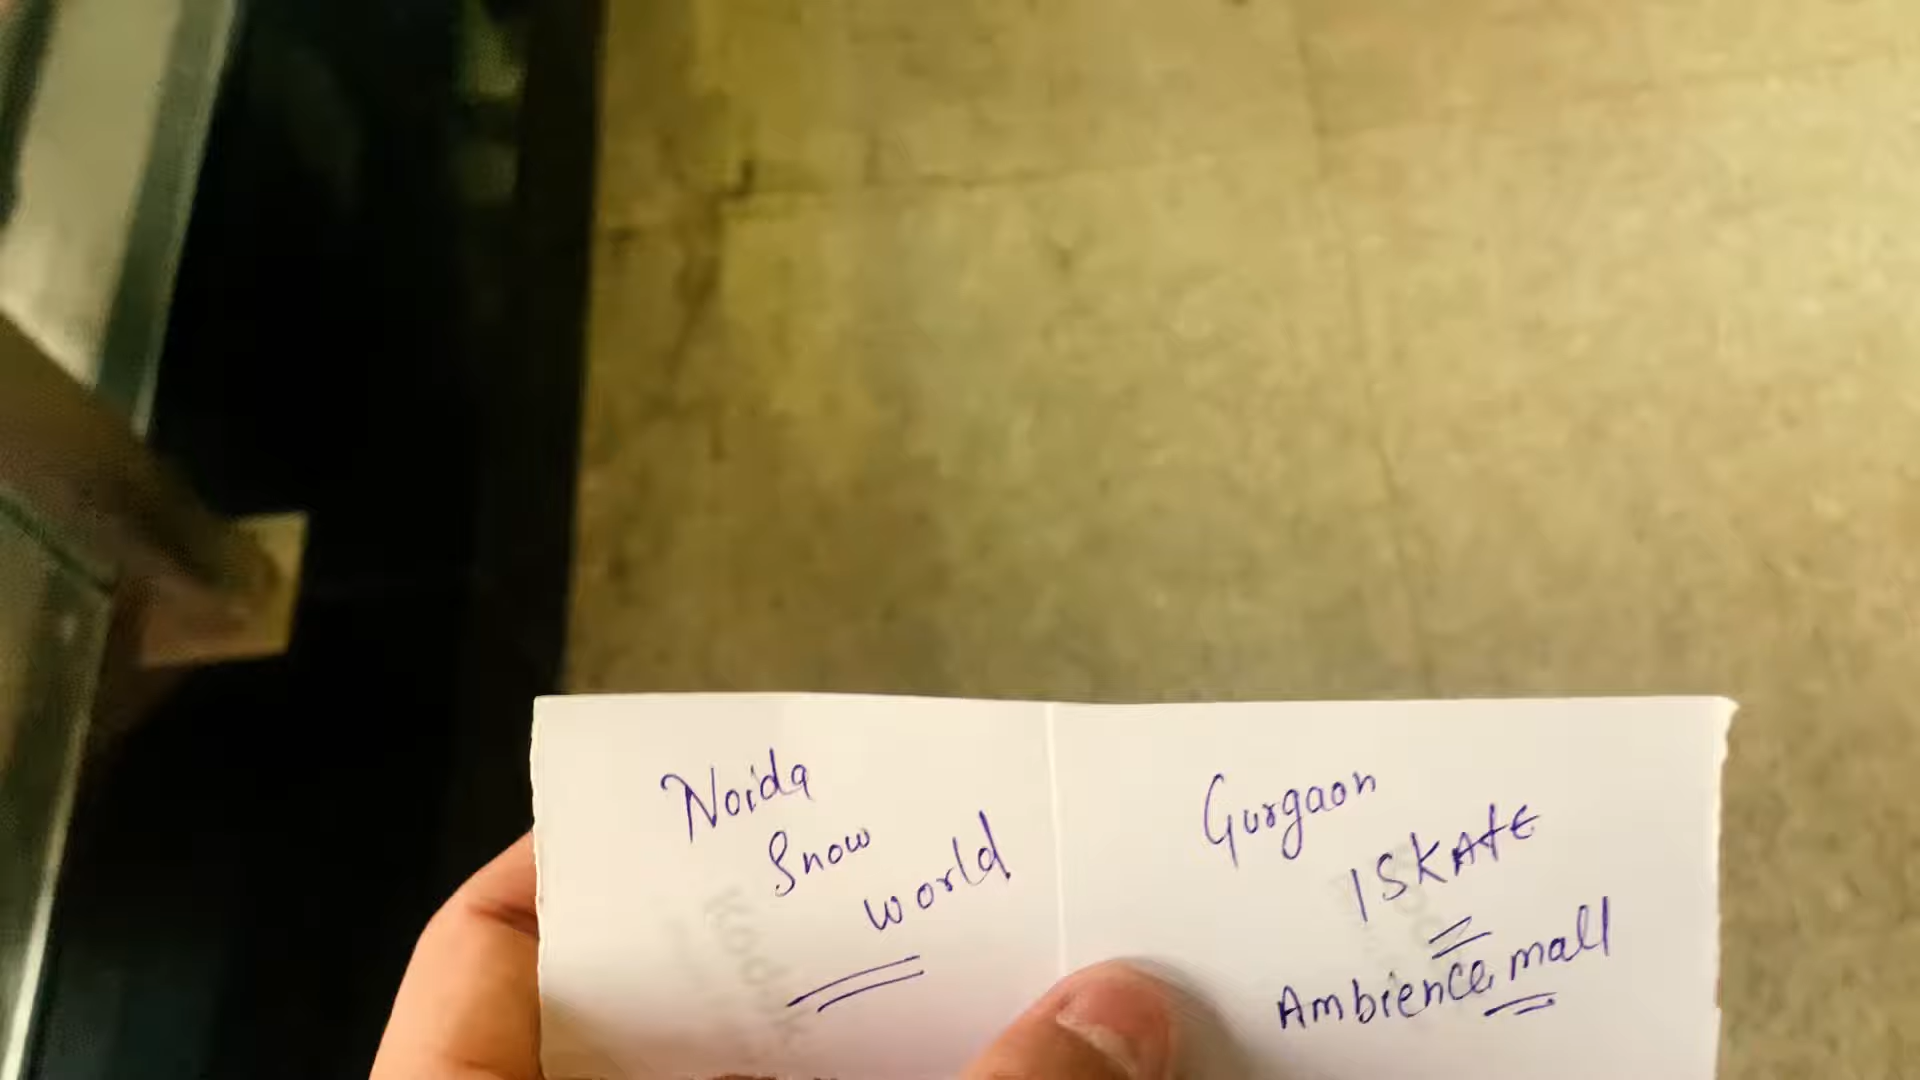 Noida
Snow
world
Gurgaon
ISKATE
Ambience mall